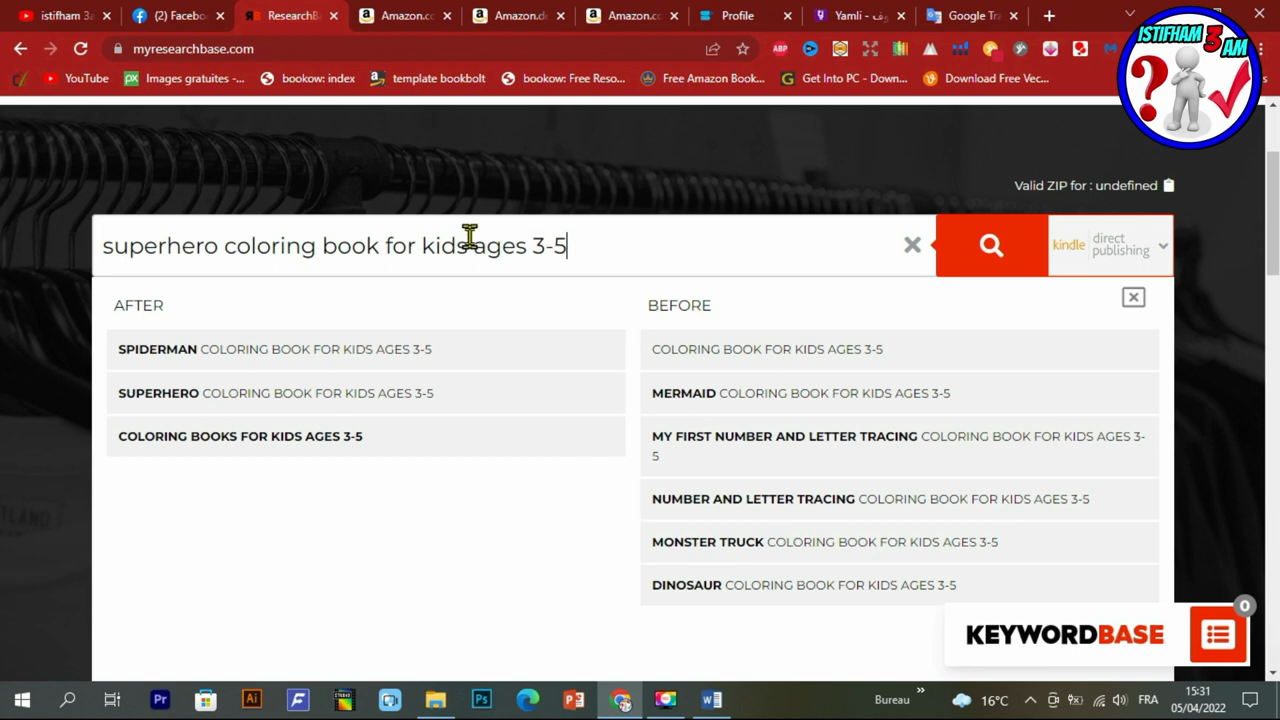 istifham 3a
(2) Faceboo
ResearchBa
Amazon.co
Amazon.de
Amazon.co
Profile
Yamli -
Google Tra
myresearchbase.com
ISTIFHAM 3 AM
YouTube
Images gratuites -...
bookow: index
template bookbolt
bookow: Free Reso...
Free Amazon Book...
Get Into PC - Down...
Download Free Vec...
Valid ZIP for : undefined
superhero coloring book for kids ages 3-5
kindle direct publishing
AFTER
SPIDERMAN COLORING BOOK FOR KIDS AGES 3-5
SUPERHERO COLORING BOOK FOR KIDS AGES 3-5
COLORING BOOKS FOR KIDS AGES 3-5
BEFORE
COLORING BOOK FOR KIDS AGES 3-5
MERMAID COLORING BOOK FOR KIDS AGES 3-5
MY FIRST NUMBER AND LETTER TRACING COLORING BOOK FOR KIDS AGES 3-
5
NUMBER AND LETTER TRACING COLORING BOOK FOR KIDS AGES 3-5
MONSTER TRUCK COLORING BOOK FOR KIDS AGES 3-5
DINOSAUR COLORING BOOK FOR KIDS AGES 3-5
0
KEYWORDBASE
Bureau
16°C
FRA
15:31
05/04/2022